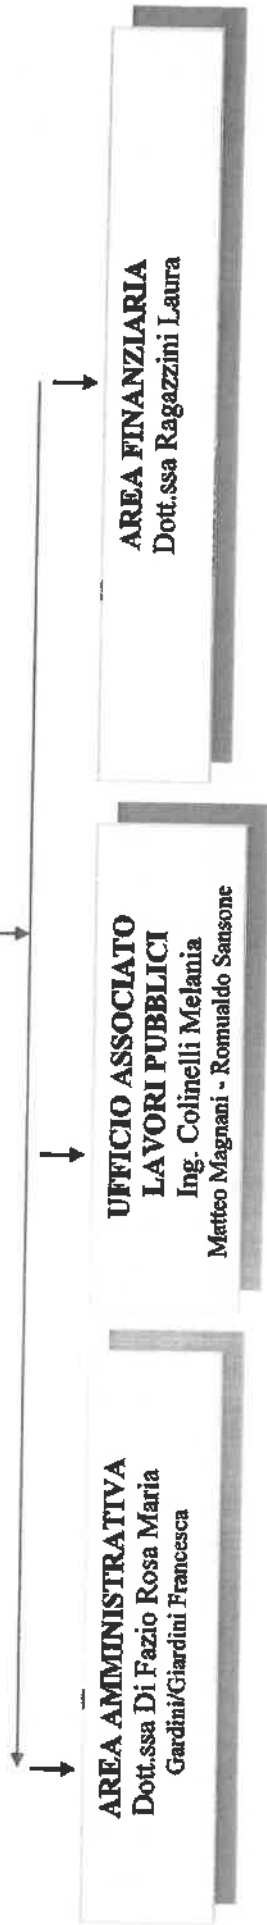 AREA AMMINISTRATIVA
Dott.ssa Di Fazio Rosa Maria
Gardini/Giardini Francesca
UFFICIO ASSOCIATO
LAVORI PUBBLICI
Ing. Colinelli Melania
Matteo Magnani - Romualdo Sansone
AREA FINANZIARIA
Dott.ssa Ragazzini Laura